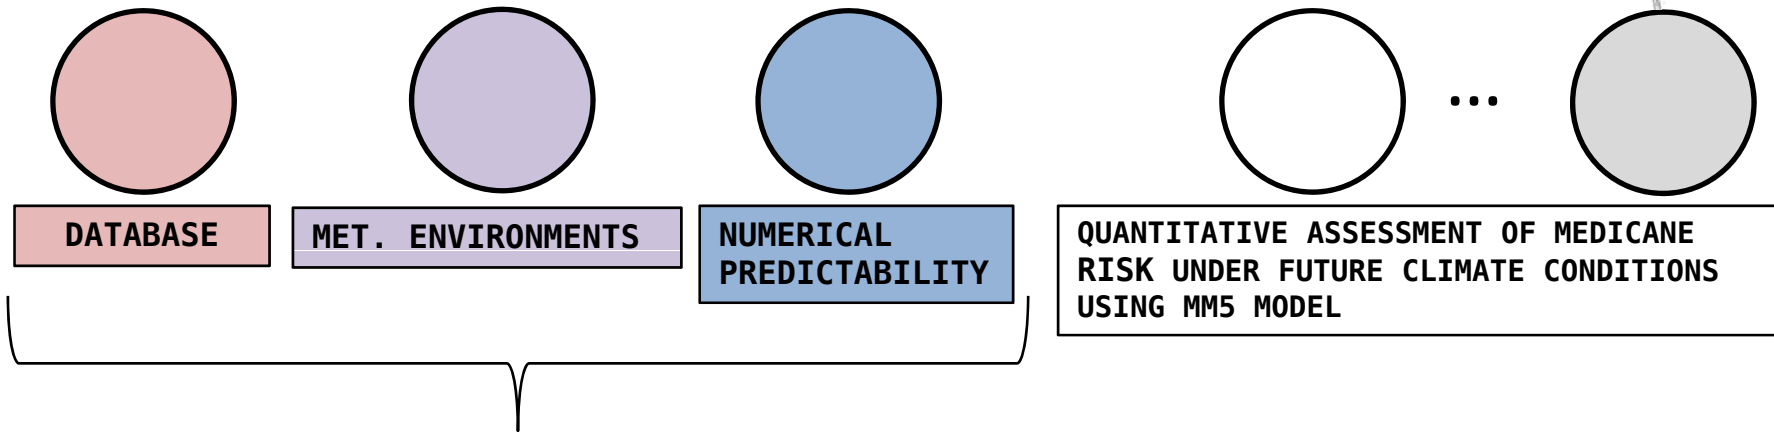 ...
DATABASE
MET. ENVIRONMENTS
NUMERICAL
PREDICTABILITY
QUANTITATIVE ASSESSMENT OF MEDICANE
RISK UNDER FUTURE CLIMATE CONDITIONS
USING MM5 MODEL